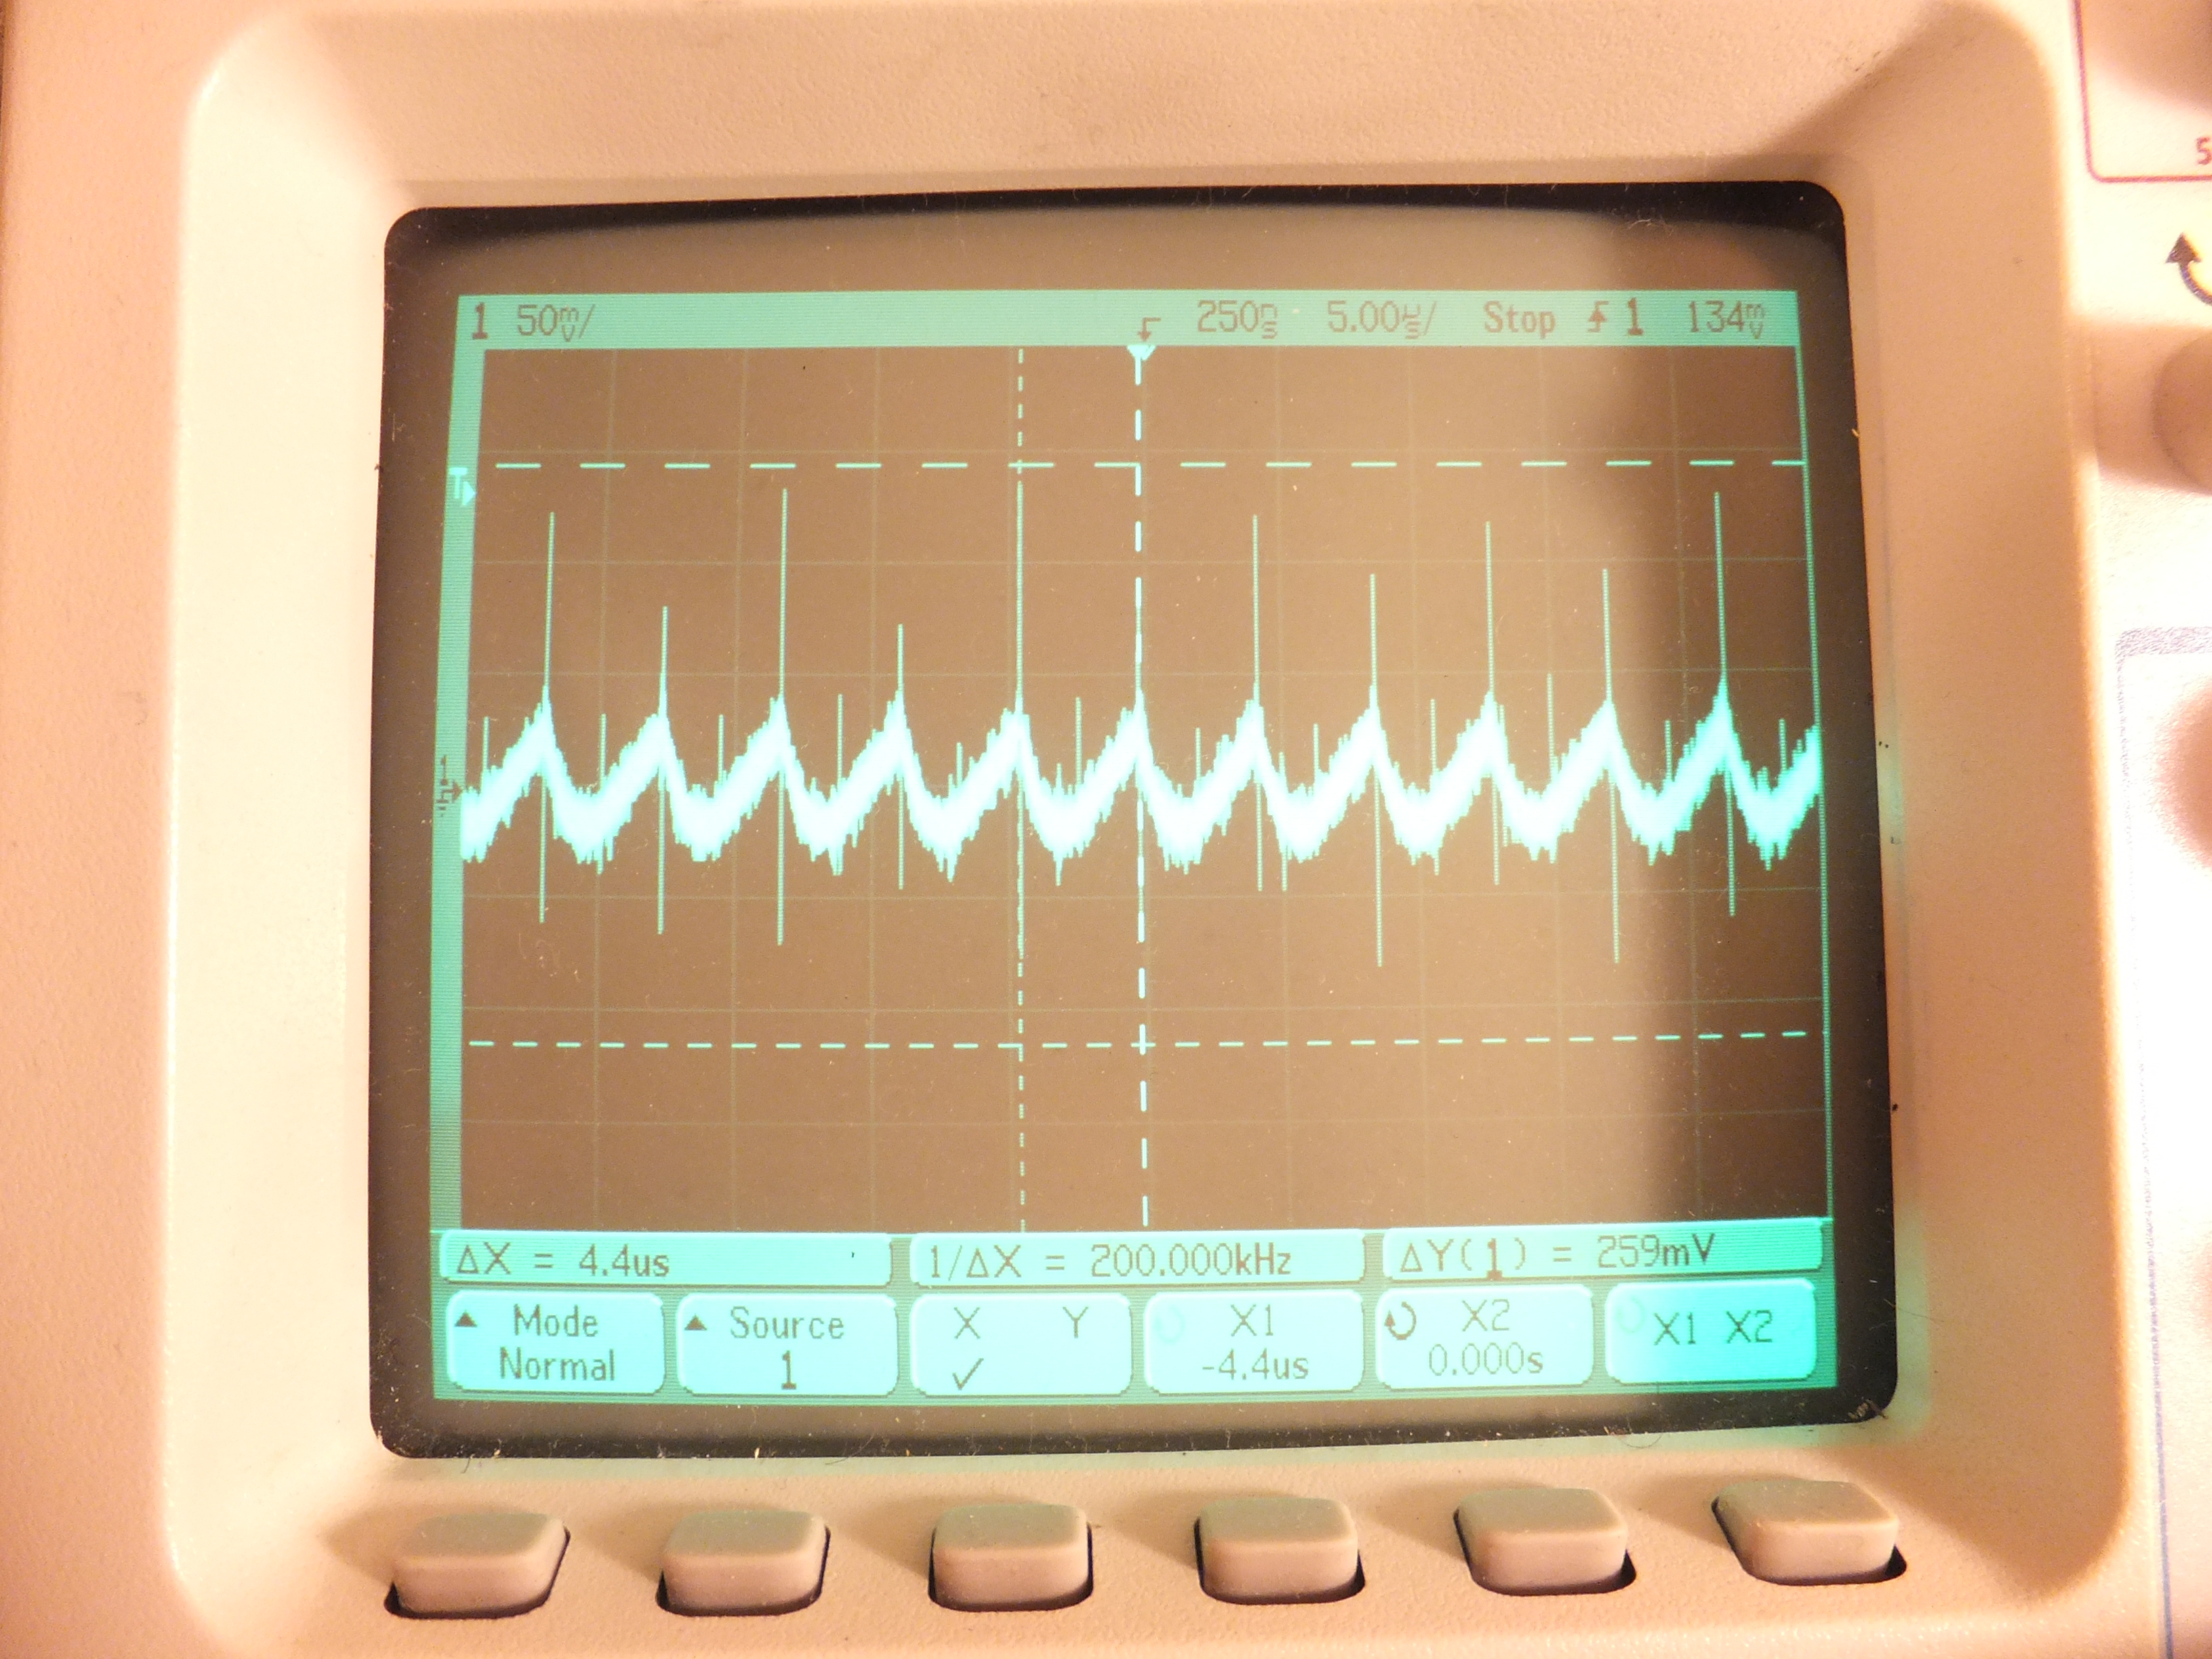 1 50mV/ 250ns 5.00µs/ Stop 1 134mV
5
T
ΔX = 4.4us 1/ΔX = 200.000kHz ΔY(1) = 259mV
Mode Source X Y X1 X2 X1 X2
Normal 1 ✓ -4.4us 0.000s